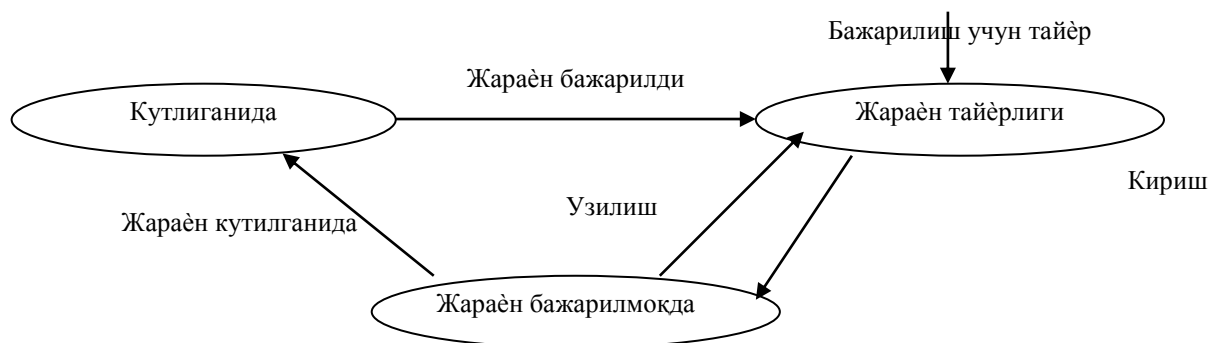 Бажарилиш учун тайѐр
Жараѐн бажарилди
Кутлиганида
Жараѐн тайѐрлиги
Кириш
Узилиш
Жараѐн кутилганида
Жараѐн бажарилмоқда